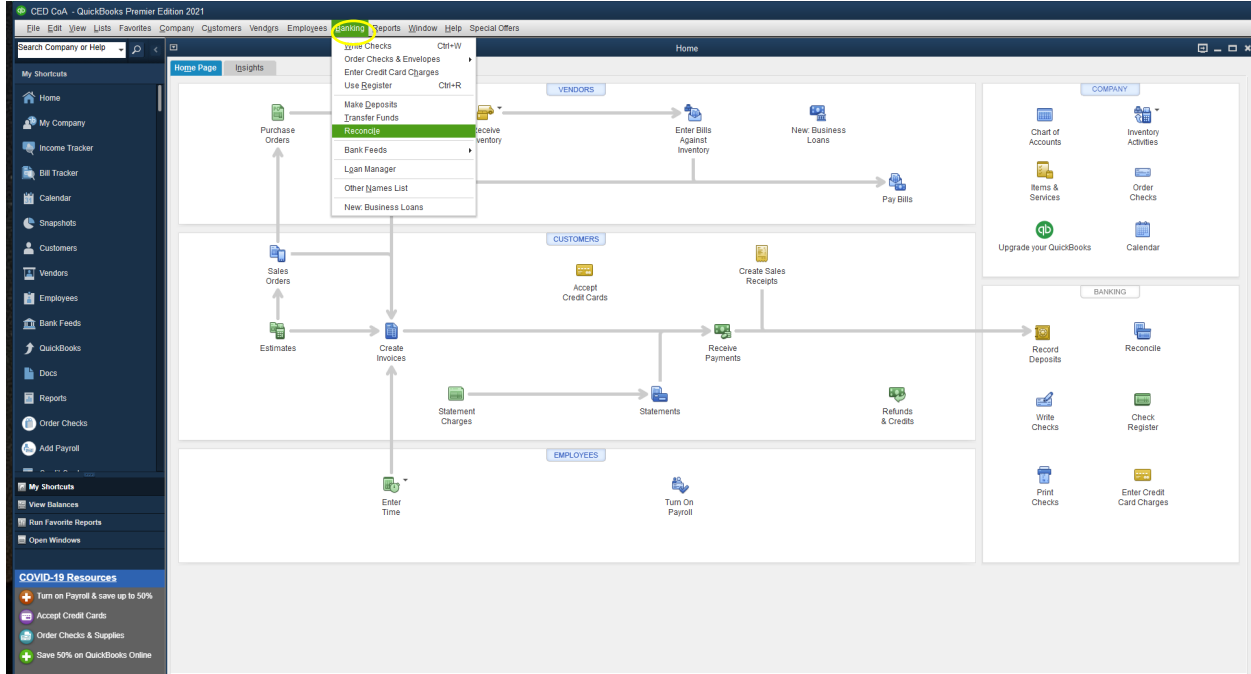 CED CoA - QuickBooks Premier Edition 2021
File Edit View Lists Favorites Company Customers Vendors Employees Banking Reports Window Help Special Offers
Search Company or Help
Home
My Shortcuts
Home
My Company
Income Tracker
Bill Tracker
Calendar
Snapshots
Customers
Vendors
Employees
Bank Feeds
QuickBooks
Docs
Reports
Order Checks
Add Payroll
My Shortcuts
View Balances
Run Favorite Reports
Open Windows
COVID-19 Resources
Turn on Payroll & save up to 50%
Accept Credit Cards
Order Checks & Supplies
Save 50% on QuickBooks Online
Home Page Insights
Write Checks Ctrl+W
Order Checks & Envelopes
Enter Credit Card Charges
Use Register Ctrl+R
Make Deposits
Transfer Funds
Reconcile
Bank Feeds
Loan Manager
Other Names List
New: Business Loans
VENDORS
Purchase
Orders
Enter Bills
Against
Inventory
New: Business
Loans
Pay Bills
CUSTOMERS
Sales
Orders
Accept
Credit Cards
Create Sales
Receipts
Estimates
Create
Invoices
Receive
Payments
Statement
Charges
Statements
Refunds
& Credits
EMPLOYEES
Enter
Time
Turn On
Payroll
COMPANY
Chart of
Accounts
Inventory
Activities
Items &
Services
Order
Checks
qb
Upgrade your QuickBooks
Calendar
BANKING
Record
Deposits
Reconcile
Write
Checks
Check
Register
Print
Checks
Enter Credit
Card Charges